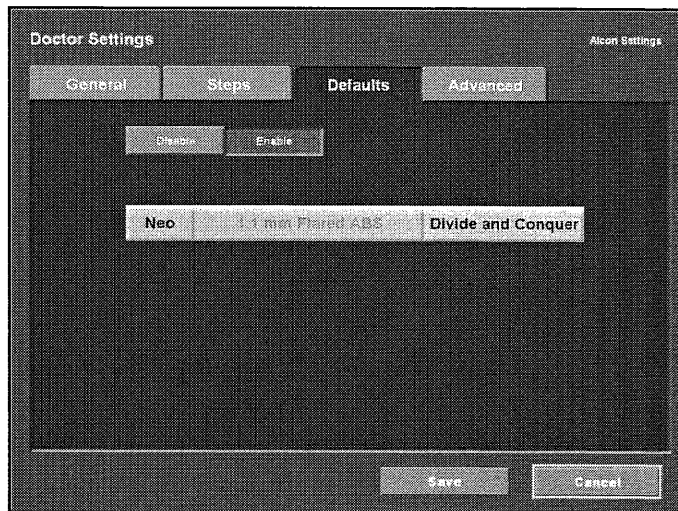 Doctor Settings
Alcon Settings
General Steps Defaults Advanced
Disable Enable
Neo 1.1 mm Flared ABS Divide and Conquer
Save Cancel